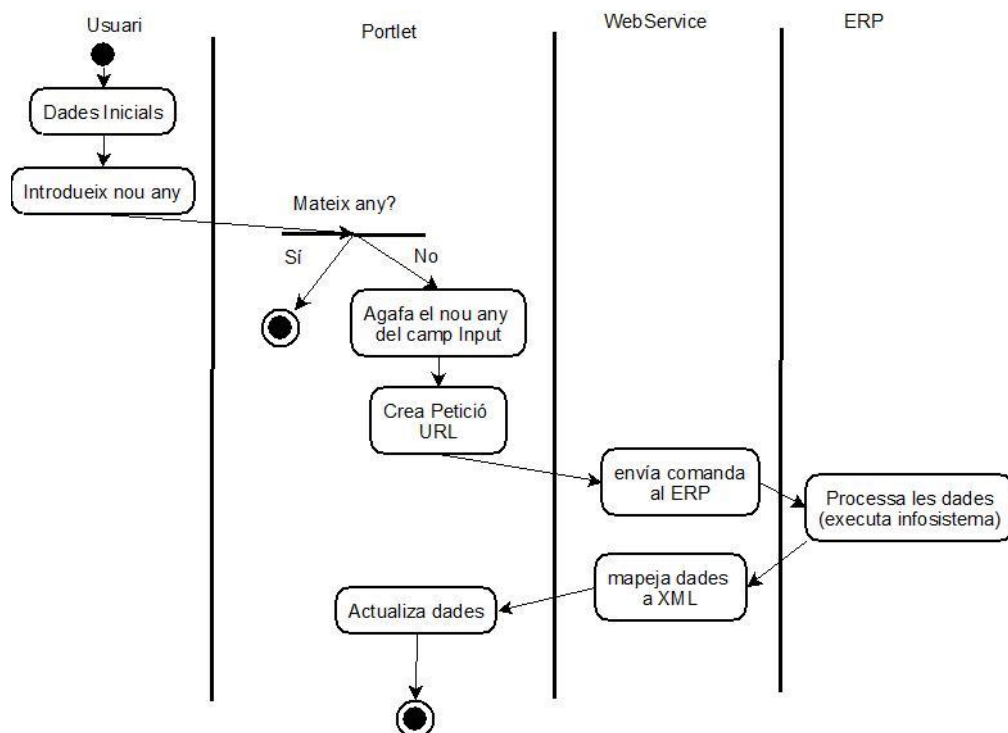 Usuari
Portlet
WebService
ERP
Dades Inicials
Introdueix nou any
Mateix any?
Sí
No
Agafa el nou any
del camp Input
Crea Petició
URL
envía comanda
al ERP
Processa les dades
(executa infosistema)
mapeja dades
a XML
Actualiza dades